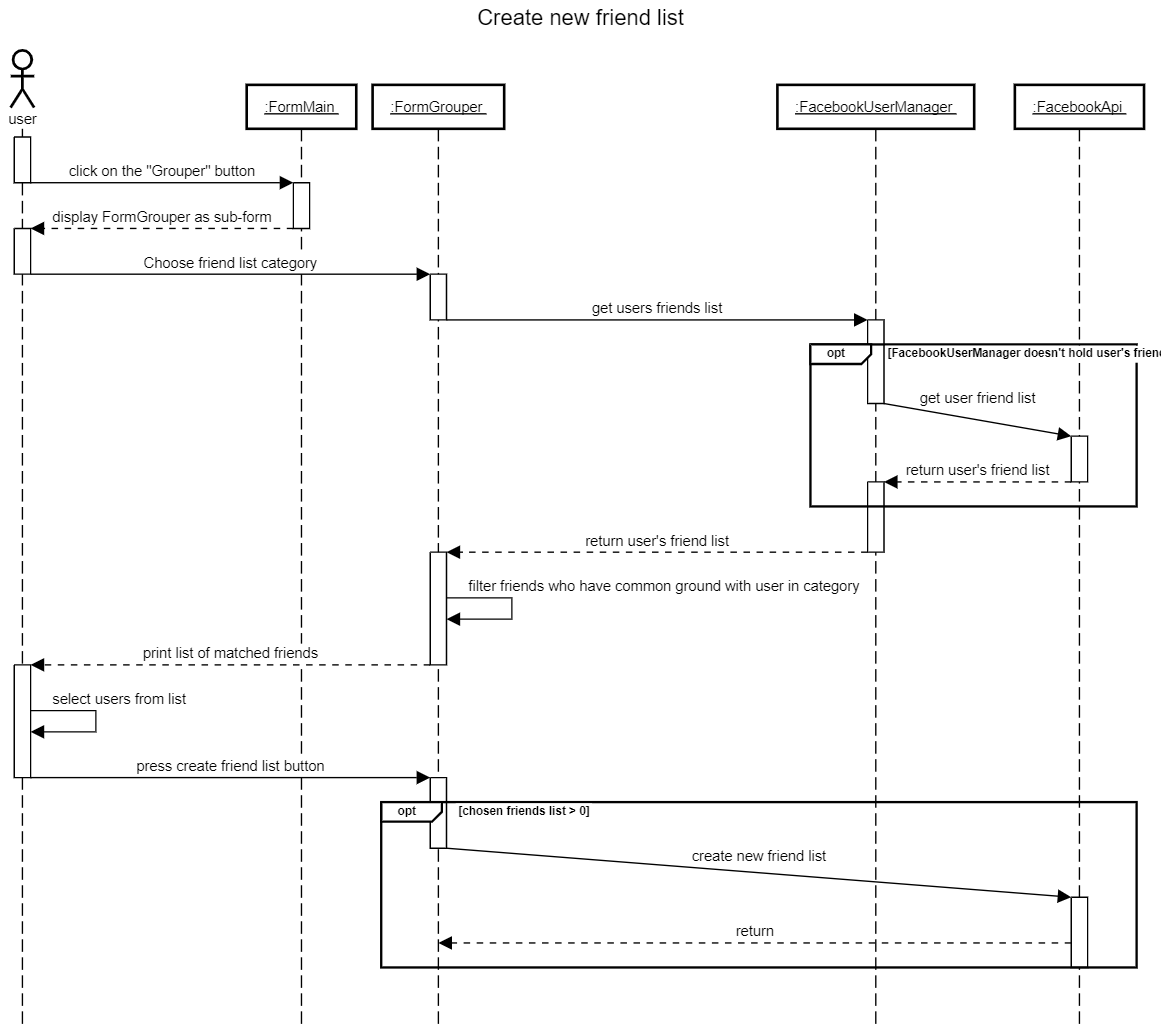 Create new friend list
user
:FormMain
:FormGrouper
:FacebookUserManager
:FacebookApi
click on the "Grouper" button
display FormGrouper as sub-form
Choose friend list category
get users friends list
opt
[FacebookUserManager doesn't hold user's frien
get user friend list
return user's friend list
return user's friend list
filter friends who have common ground with user in category
print list of matched friends
select users from list
press create friend list button
opt
[chosen friends list > 0]
create new friend list
return